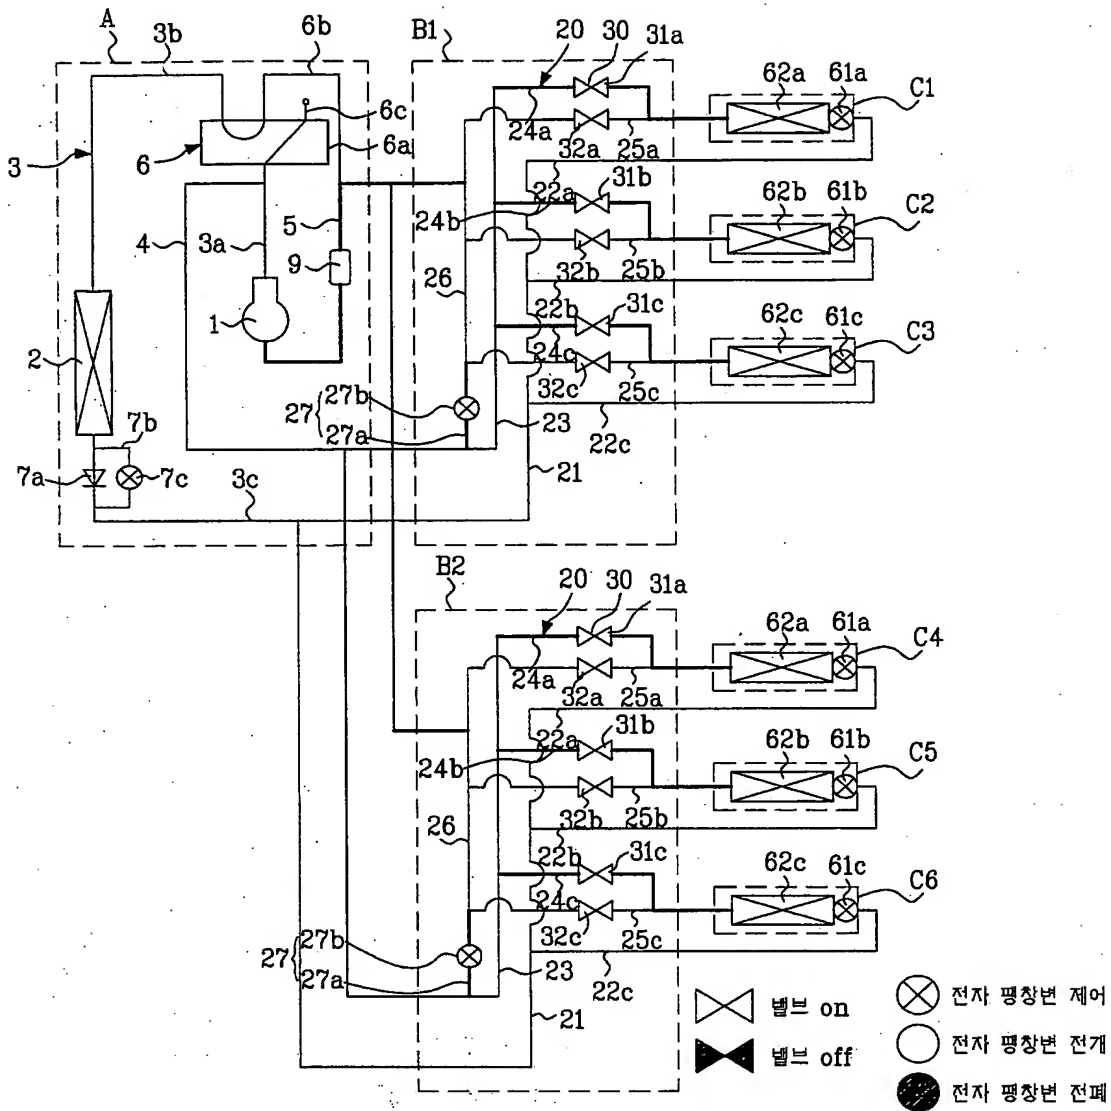 A
3b
6b
B1
20
30
31a
62a
61a
C1
6c
6a
3
6
24a
32a
25a
22a
31b
24b
62b
61b
C2
4
3a
5
9
32b
25b
26
22b
31c
24c
62c
61c
C3
1
2
32c
25c
27
27b
27a
23
22c
7b
7a
7c
3c
21
B2
20
30
31a
62a
61a
C4
24a
32a
25a
22a
31b
24b
62b
61b
C5
26
32b
25b
22b
31c
24c
62c
61c
C6
32c
25c
27
27b
27a
23
22c
21
밸브 on
밸브 off
전자 팽창변 제어
전자 팽창변 전개
전자 팽창변 전폐